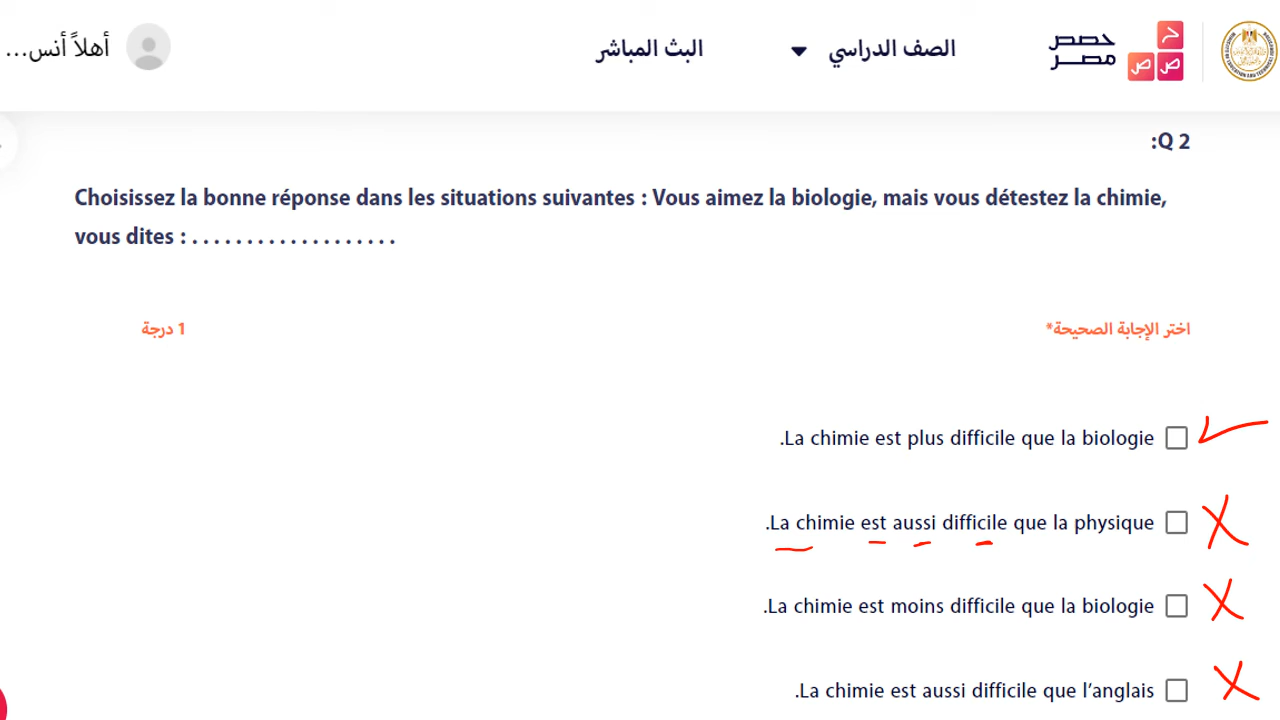 أهلاً أنس...
البث المباشر
الصف الدراسي
حصص
مصر
ح
ص ص
Q 2:
Choisissez la bonne réponse dans les situations suivantes : Vous aimez la biologie, mais vous détestez la chimie,
vous dites : . . . . . . . . . . . . . . . . . . .
اختر الإجابة الصحيحة*
1 درجة
La chimie est plus difficile que la biologie.
La chimie est aussi difficile que la physique.
La chimie est moins difficile que la biologie.
La chimie est aussi difficile que l’anglais.